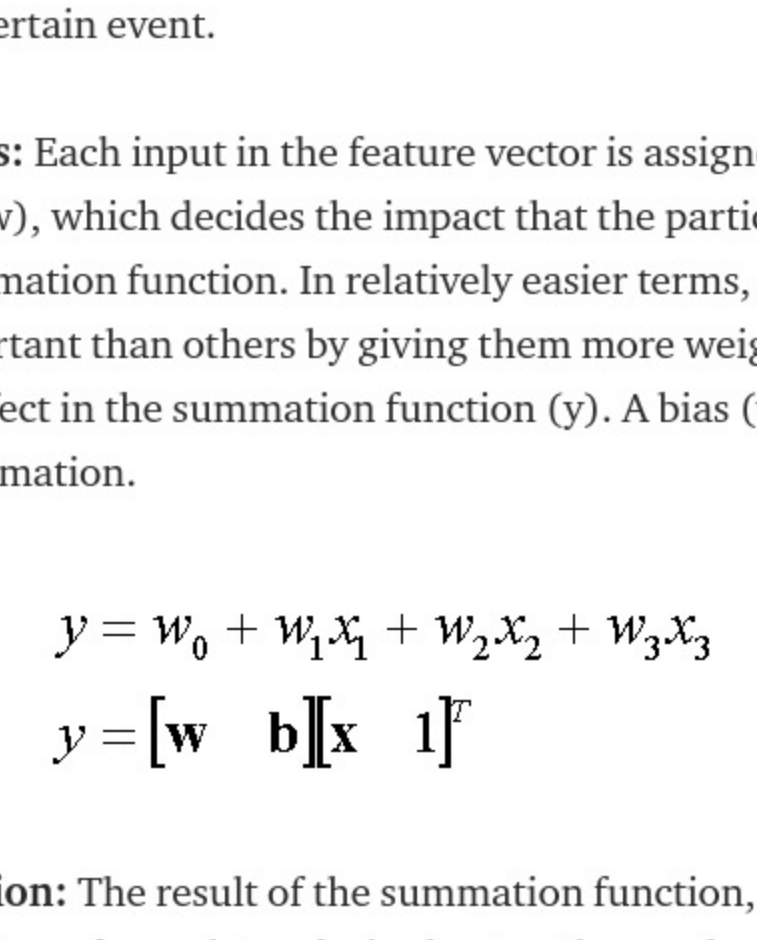 ertain event.
s: Each input in the feature vector is assign
w), which decides the impact that the partic
mation function. In relatively easier terms,
rtant than others by giving them more weig
ect in the summation function (y). A bias (
mation.
y = w₀ + w₁x₁ + w₂x₂ + w₃x₃
y = [w b][x 1]ᵀ
ion: The result of the summation function,